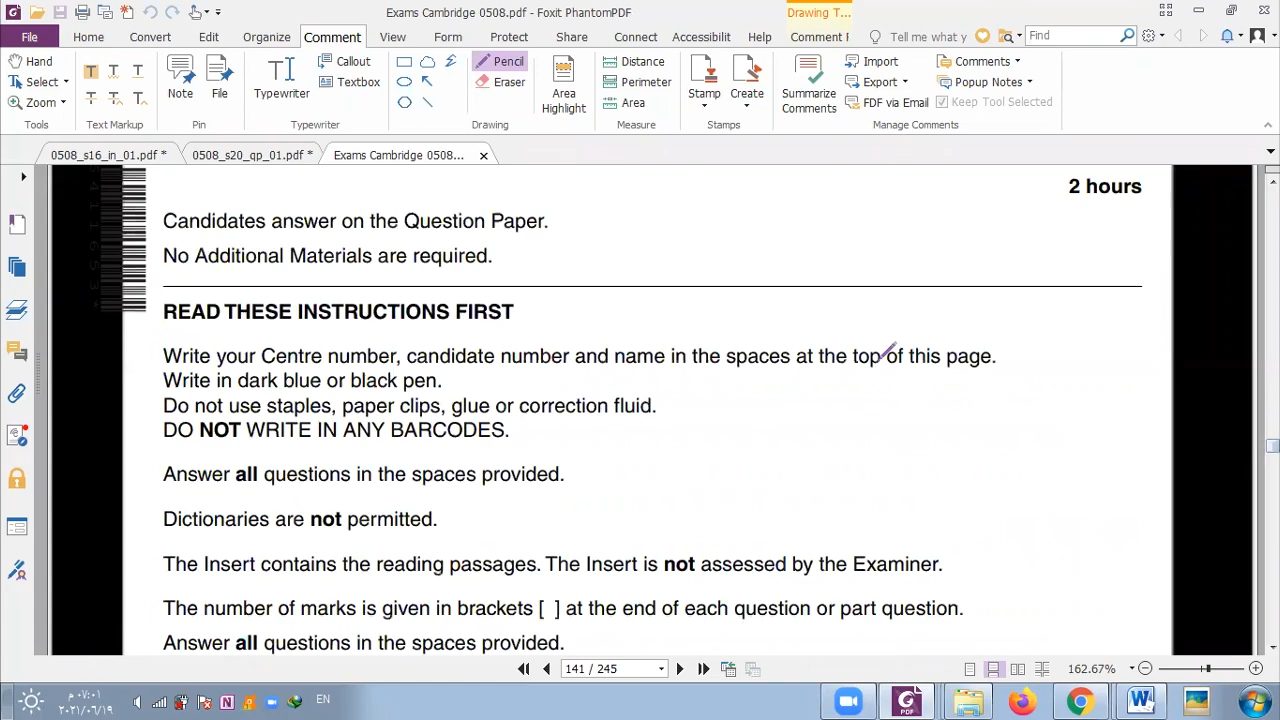 Exams Cambridge 0508.pdf - Foxit PhantomPDF
Drawing T...
File Home Convert Edit Organize Comment View Form Protect Share Connect Accessibilit Help Comment F Tell me what yo Find
Hand
Select
Zoom
Tools
Text Markup
Note
File
Pin
Typewriter
Callout
Textbox
Typewriter
Pencil
Eraser
Drawing
Area
Highlight
Distance
Perimeter
Area
Measure
Stamp
Create
Stamps
Summarize
Comments
Import
Export
FDF via Email
Comments
Popup Notes
Keep Tool Selected
Manage Comments
0508_s16_in_01.pdf * 0508_s20_qp_01.pdf * Exams Cambridge 0508...
2 hours
Candidates answer on the Question Paper.
No Additional Materials are required.
READ THESE INSTRUCTIONS FIRST
Write your Centre number, candidate number and name in the spaces at the top of this page.
Write in dark blue or black pen.
Do not use staples, paper clips, glue or correction fluid.
DO NOT WRITE IN ANY BARCODES.
Answer all questions in the spaces provided.
Dictionaries are not permitted.
The Insert contains the reading passages. The Insert is not assessed by the Examiner.
The number of marks is given in brackets [ ] at the end of each question or part question.
Answer all questions in the spaces provided.
141 / 245
162.67%
٠٧:٠١ م
٢٠٢١/٠٦/١٩
EN